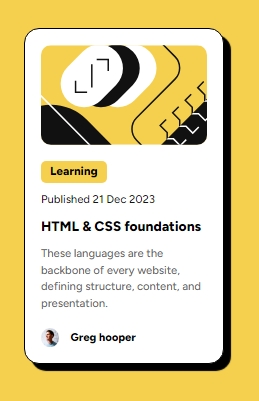 Learning
Published 21 Dec 2023
HTML & CSS foundations
These languages are the
backbone of every website,
defining structure, content, and
presentation.
Greg hooper